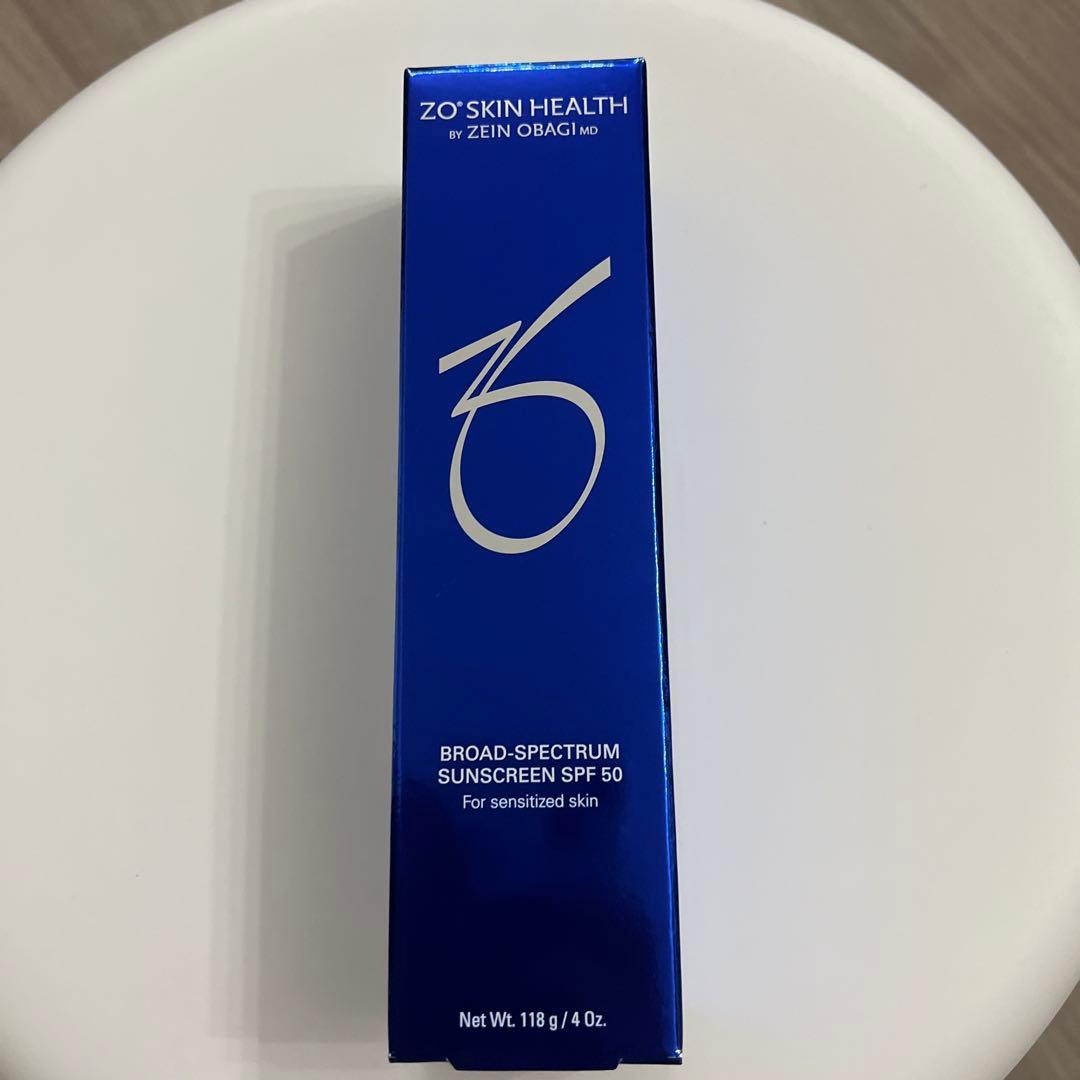 ZO® SKIN HEALTH
BY ZEIN OBAGI MD
ZO
BROAD-SPECTRUM
SUNSCREEN SPF 50
For sensitized skin
Net Wt. 118 g / 4 Oz.